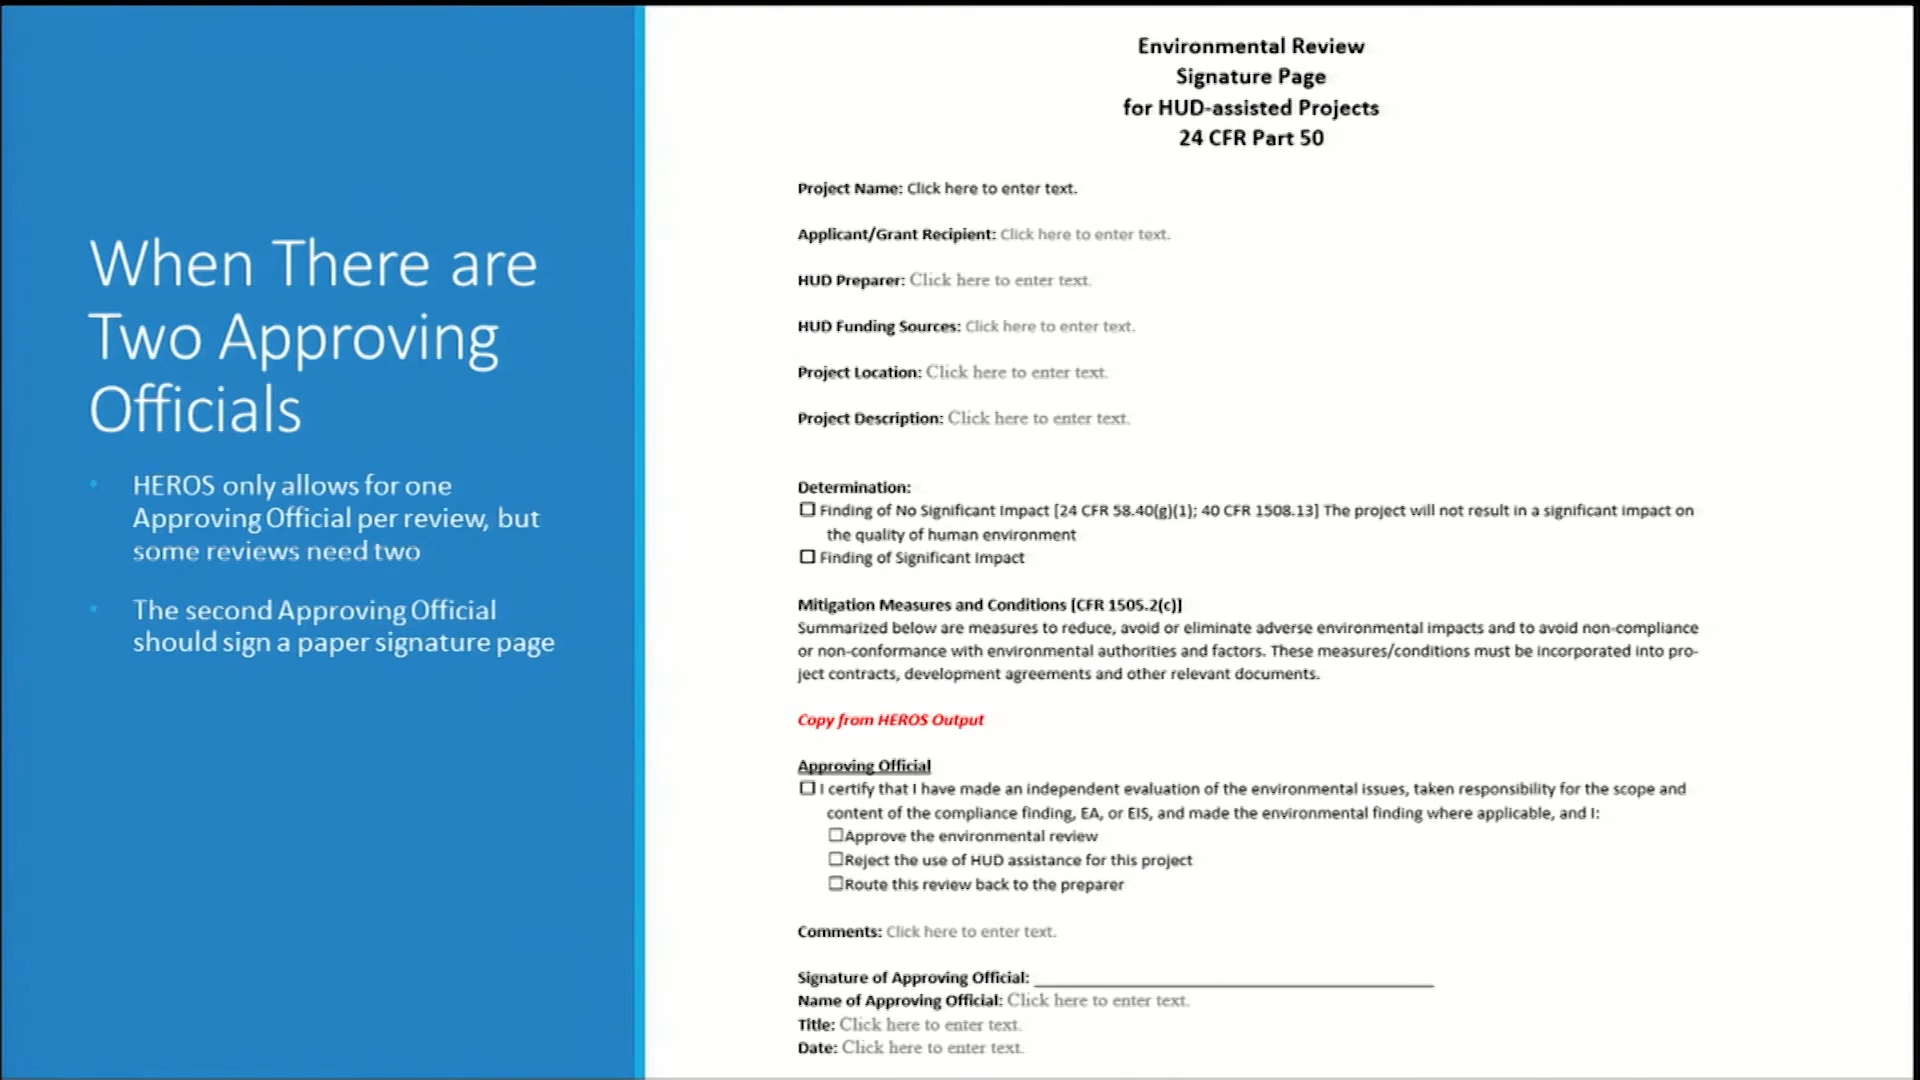 When There are
Two Approving
Officials
• HEROS only allows for one
Approving Official per review, but
some reviews need two
• The second Approving Official
should sign a paper signature page
Environmental Review
Signature Page
for HUD-assisted Projects
24 CFR Part 50
Project Name: Click here to enter text.
Applicant/Grant Recipient: Click here to enter text.
HUD Preparer: Click here to enter text.
HUD Funding Sources: Click here to enter text.
Project Location: Click here to enter text.
Project Description: Click here to enter text.
Determination:
☐ Finding of No Significant Impact [24 CFR 58.40(g)(1); 40 CFR 1508.13] The project will not result in a significant impact on
the quality of human environment
☐ Finding of Significant Impact
Mitigation Measures and Conditions [CFR 1505.2(c)]
Summarized below are measures to reduce, avoid or eliminate adverse environmental impacts and to avoid non-compliance
or non-conformance with environmental authorities and factors. These measures/conditions must be incorporated into pro-
ject contracts, development agreements and other relevant documents.
Copy from HEROS Output
Approving Official
☐ I certify that I have made an independent evaluation of the environmental issues, taken responsibility for the scope and
content of the compliance finding, EA, or EIS, and made the environmental finding where applicable, and I:
☐Approve the environmental review
☐Reject the use of HUD assistance for this project
☐Route this review back to the preparer
Comments: Click here to enter text.
Signature of Approving Official: ____________________
Name of Approving Official: Click here to enter text.
Title: Click here to enter text.
Date: Click here to enter text.